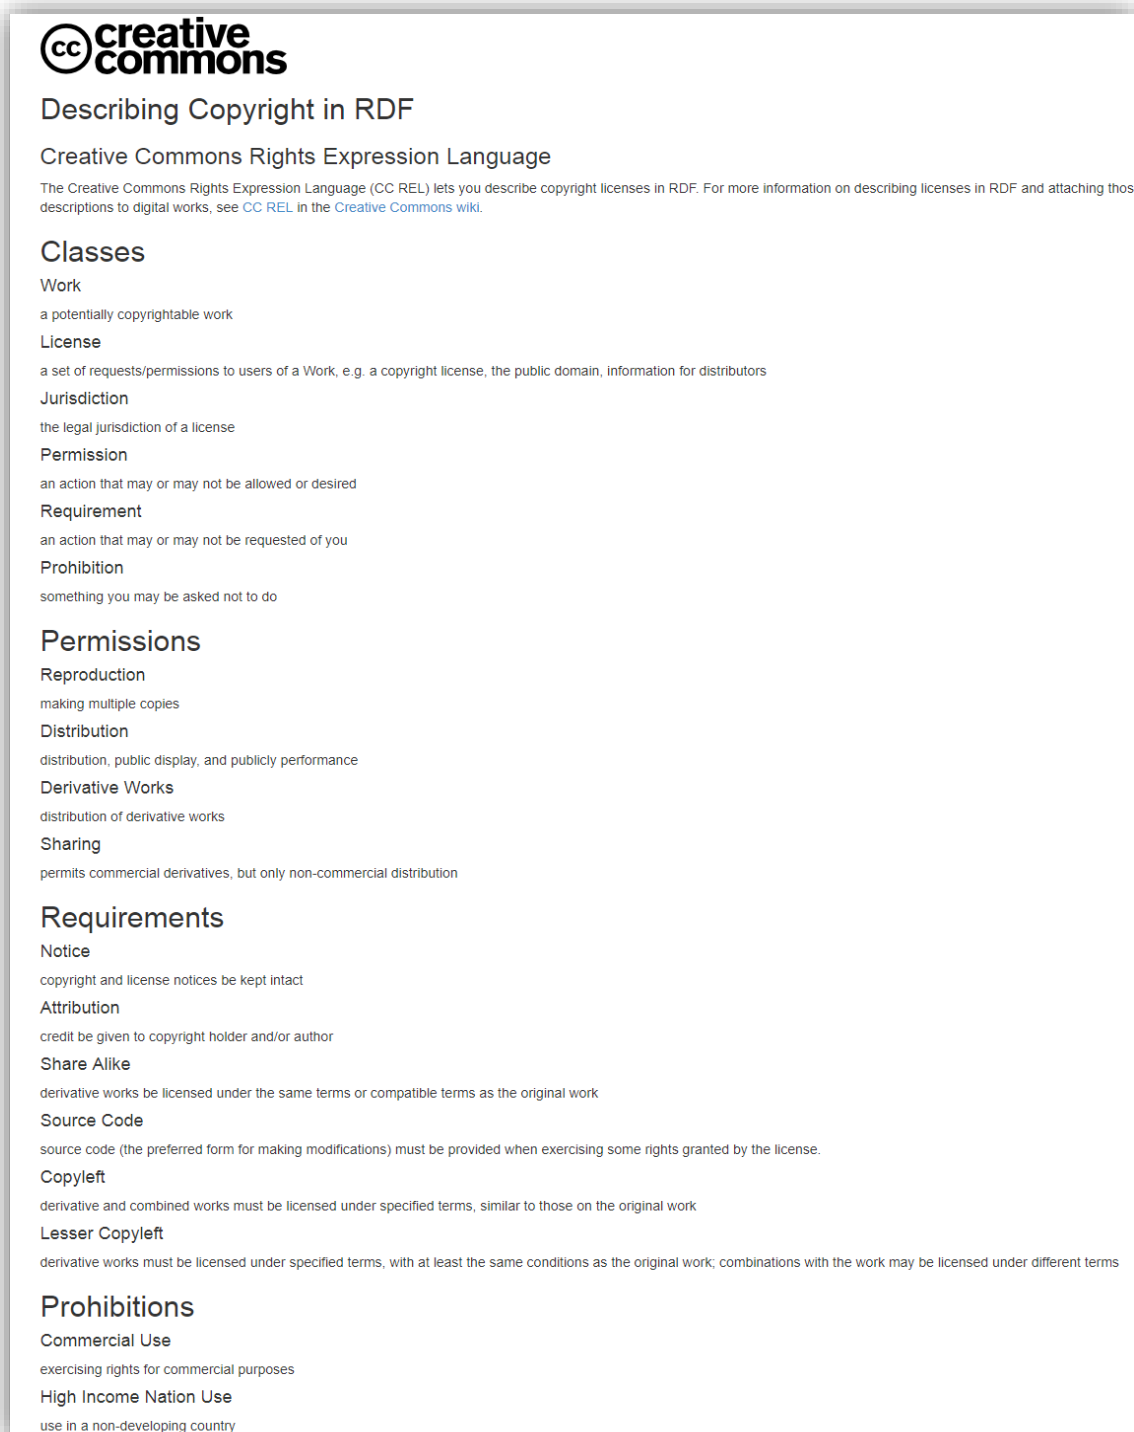 cc creative
commons
Describing Copyright in RDF
Creative Commons Rights Expression Language
The Creative Commons Rights Expression Language (CC REL) lets you describe copyright licenses in RDF. For more information on describing licenses in RDF and attaching thos
descriptions to digital works, see CC REL in the Creative Commons wiki.
Classes
Work
a potentially copyrightable work
License
a set of requests/permissions to users of a Work, e.g. a copyright license, the public domain, information for distributors
Jurisdiction
the legal jurisdiction of a license
Permission
an action that may or may not be allowed or desired
Requirement
an action that may or may not be requested of you
Prohibition
something you may be asked not to do
Permissions
Reproduction
making multiple copies
Distribution
distribution, public display, and publicly performance
Derivative Works
distribution of derivative works
Sharing
permits commercial derivatives, but only non-commercial distribution
Requirements
Notice
copyright and license notices be kept intact
Attribution
credit be given to copyright holder and/or author
Share Alike
derivative works be licensed under the same terms or compatible terms as the original work
Source Code
source code (the preferred form for making modifications) must be provided when exercising some rights granted by the license.
Copyleft
derivative and combined works must be licensed under specified terms, similar to those on the original work
Lesser Copyleft
derivative works must be licensed under specified terms, with at least the same conditions as the original work; combinations with the work may be licensed under different terms
Prohibitions
Commercial Use
exercising rights for commercial purposes
High Income Nation Use
use in a non-developing country